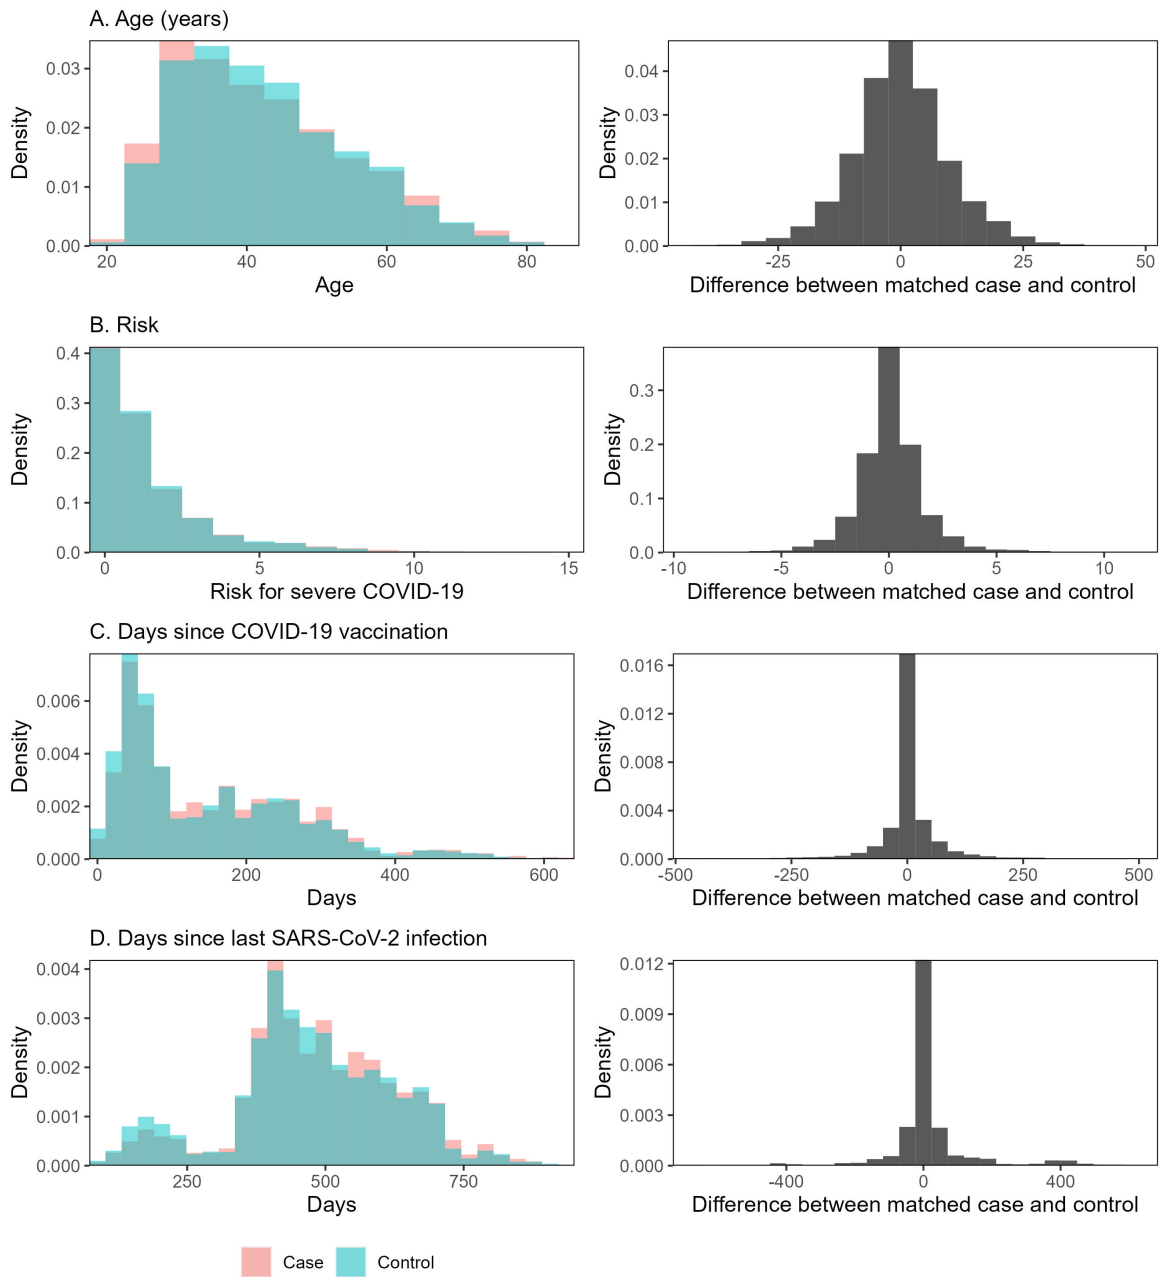 A. Age (years)
Density
0.03
0.02
0.01
0.00
20 40 60 80
Age
Density
0.04
0.03
0.02
0.01
0.00
-25 0 25 50
Difference between matched case and control
B. Risk
Density
0.4
0.3
0.2
0.1
0.0
0 5 10 15
Risk for severe COVID-19
Density
0.3
0.2
0.1
0.0
-10 -5 0 5 10
Difference between matched case and control
C. Days since COVID-19 vaccination
Density
0.006
0.004
0.002
0.000
0 200 400 600
Days
Density
0.016
0.012
0.008
0.004
0.000
-500 -250 0 250 500
Difference between matched case and control
D. Days since last SARS-CoV-2 infection
Density
0.004
0.003
0.002
0.001
0.000
250 500 750
Days
Density
0.012
0.009
0.006
0.003
0.000
-400 0 400
Difference between matched case and control
Case Control